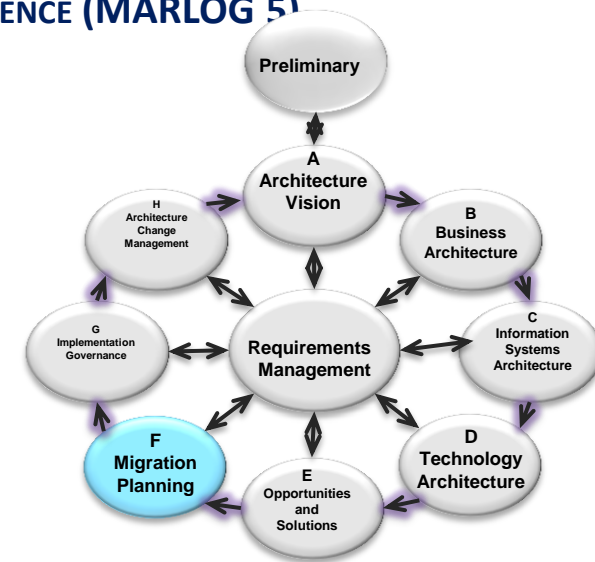 ENCE (MARLOG 5)
Preliminary
A
Architecture
Vision
H
Architecture
Change
Management
B
Business
Architecture
G
Implementation
Governance
Requirements
Management
C
Information
Systems
Architecture
F
Migration
Planning
E
Opportunities
and
Solutions
D
Technology
Architecture